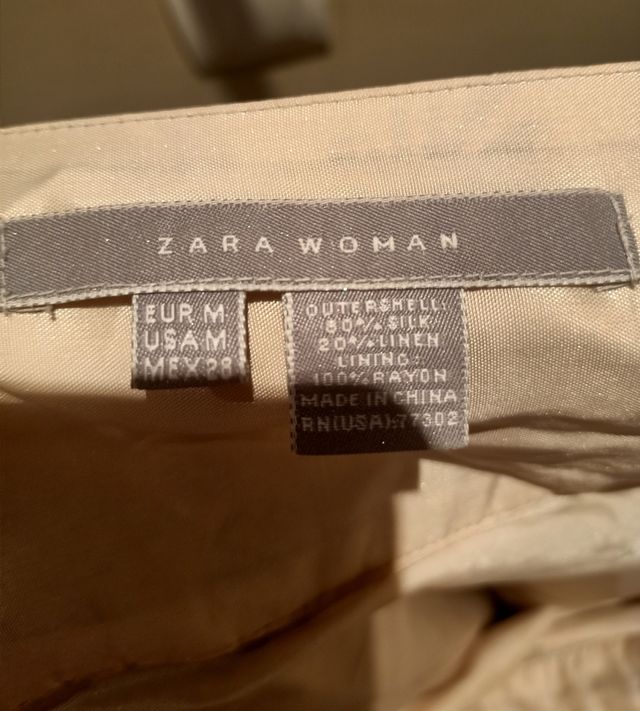 ZARA WOMAN
EUR M
USA M
MEX 28
OUTERSHELL:
80% SILK
20% LINEN
LINING:
100% RAYON
MADE IN CHINA
RN(USA):77302